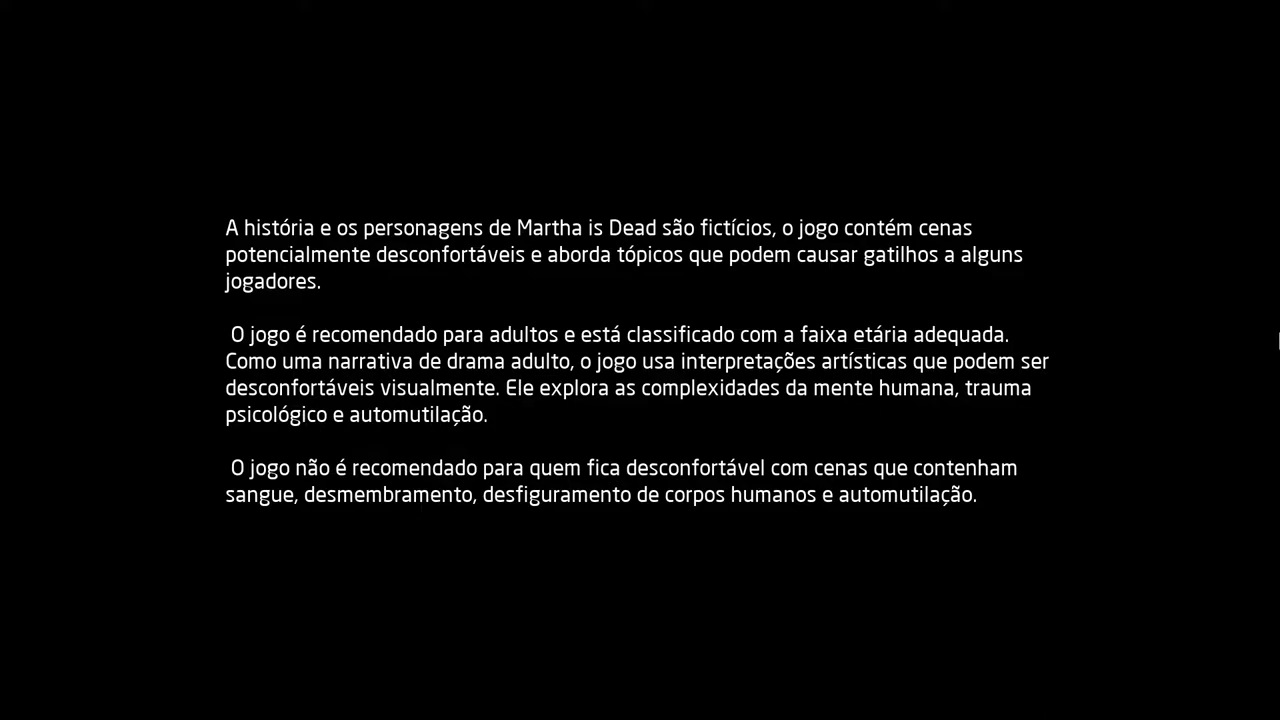 A história e os personagens de Martha is Dead são fictícios, o jogo contém cenas
potencialmente desconfortáveis e aborda tópicos que podem causar gatilhos a alguns
jogadores.
O jogo é recomendado para adultos e está classificado com a faixa etária adequada.
Como uma narrativa de drama adulto, o jogo usa interpretações artísticas que podem ser
desconfortáveis visualmente. Ele explora as complexidades da mente humana, trauma
psicológico e automutilação.
O jogo não é recomendado para quem fica desconfortável com cenas que contenham
sangue, desmembramento, desfiguramento de corpos humanos e automutilação.